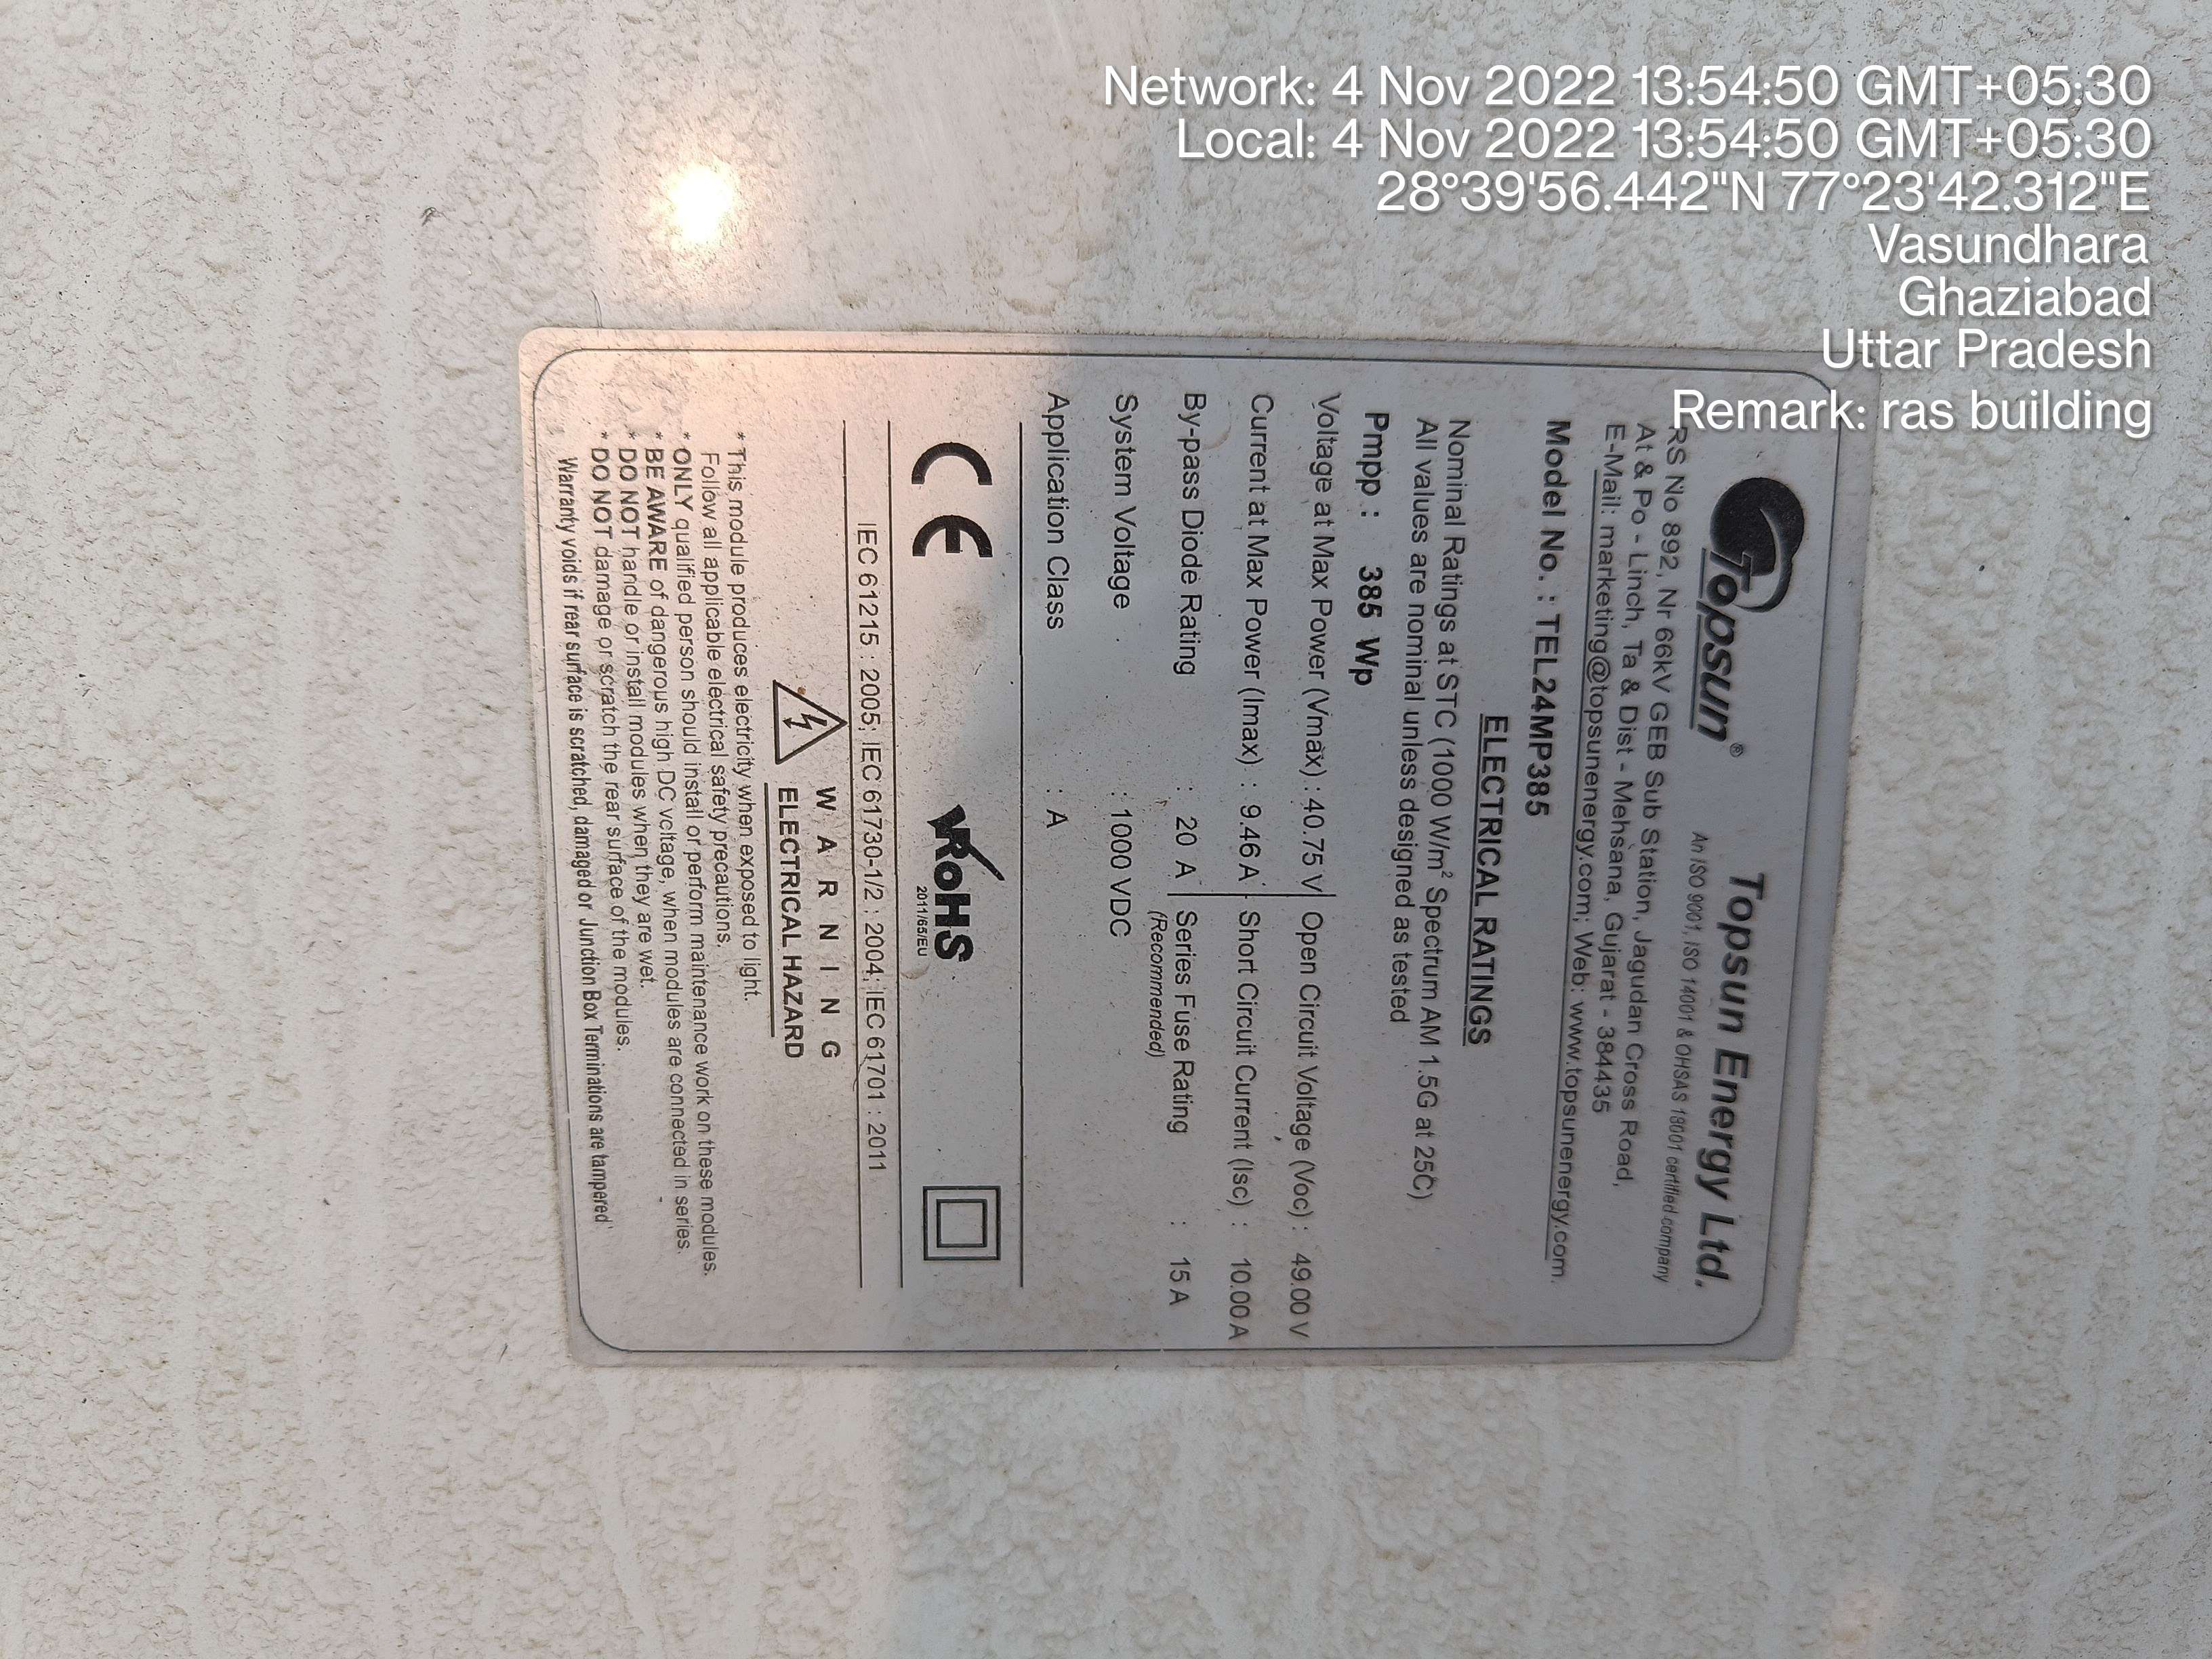 Network: 4 Nov 2022 13:54:50 GMT+05:30
Local: 4 Nov 2022 13:54:50 GMT+05:30
28°39'56.442"N 77°23'42.312"E
Vasundhara
Ghaziabad
Uttar Pradesh
Remark: ras building
Topsun ®
Topsun Energy Ltd.
An ISO 9001, ISO 14001 & OHSAS 18001 certified company
RS No 892, Nr 66kV GEB Sub Station, Jagudan Cross Road,
At & Po - Linch, Ta & Dist - Mehsana, Gujarat - 384435
E-Mail: marketing@topsunenergy.com; Web: www.topsunenergy.com.
Model No. : TEL24MP385
ELECTRICAL RATINGS
Nominal Ratings at STC (1000 W/m² Spectrum AM 1.5G at 25C)
All values are nominal unless designed as tested
Pmpp : 385 Wp
Voltage at Max Power (Vmax) : 40.75 V Open Circuit Voltage (Voc) : 49.00 V
Current at Max Power (Imax) : 9.46 A Short Circuit Current (Isc) : 10.00 A
By-pass Diode Rating : 20 A Series Fuse Rating : 15 A
(Recommended)
System Voltage : 1000 VDC
Application Class : A
CE RoHS
2011/65/EU
IEC 61215 : 2005; IEC 61730-1/2 : 2004; IEC 61701 : 2011
WARNING
ELECTRICAL HAZARD
* This module produces electricity when exposed to light.
Follow all applicable electrical safety precautions.
* ONLY qualified person should install or perform maintenance work on these modules.
* BE AWARE of dangerous high DC voltage, when modules are connected in series.
* DO NOT handle or install modules when they are wet.
* DO NOT damage or scratch the rear surface of the modules.
Warranty voids if rear surface is scratched, damaged or Junction Box Terminations are tampered